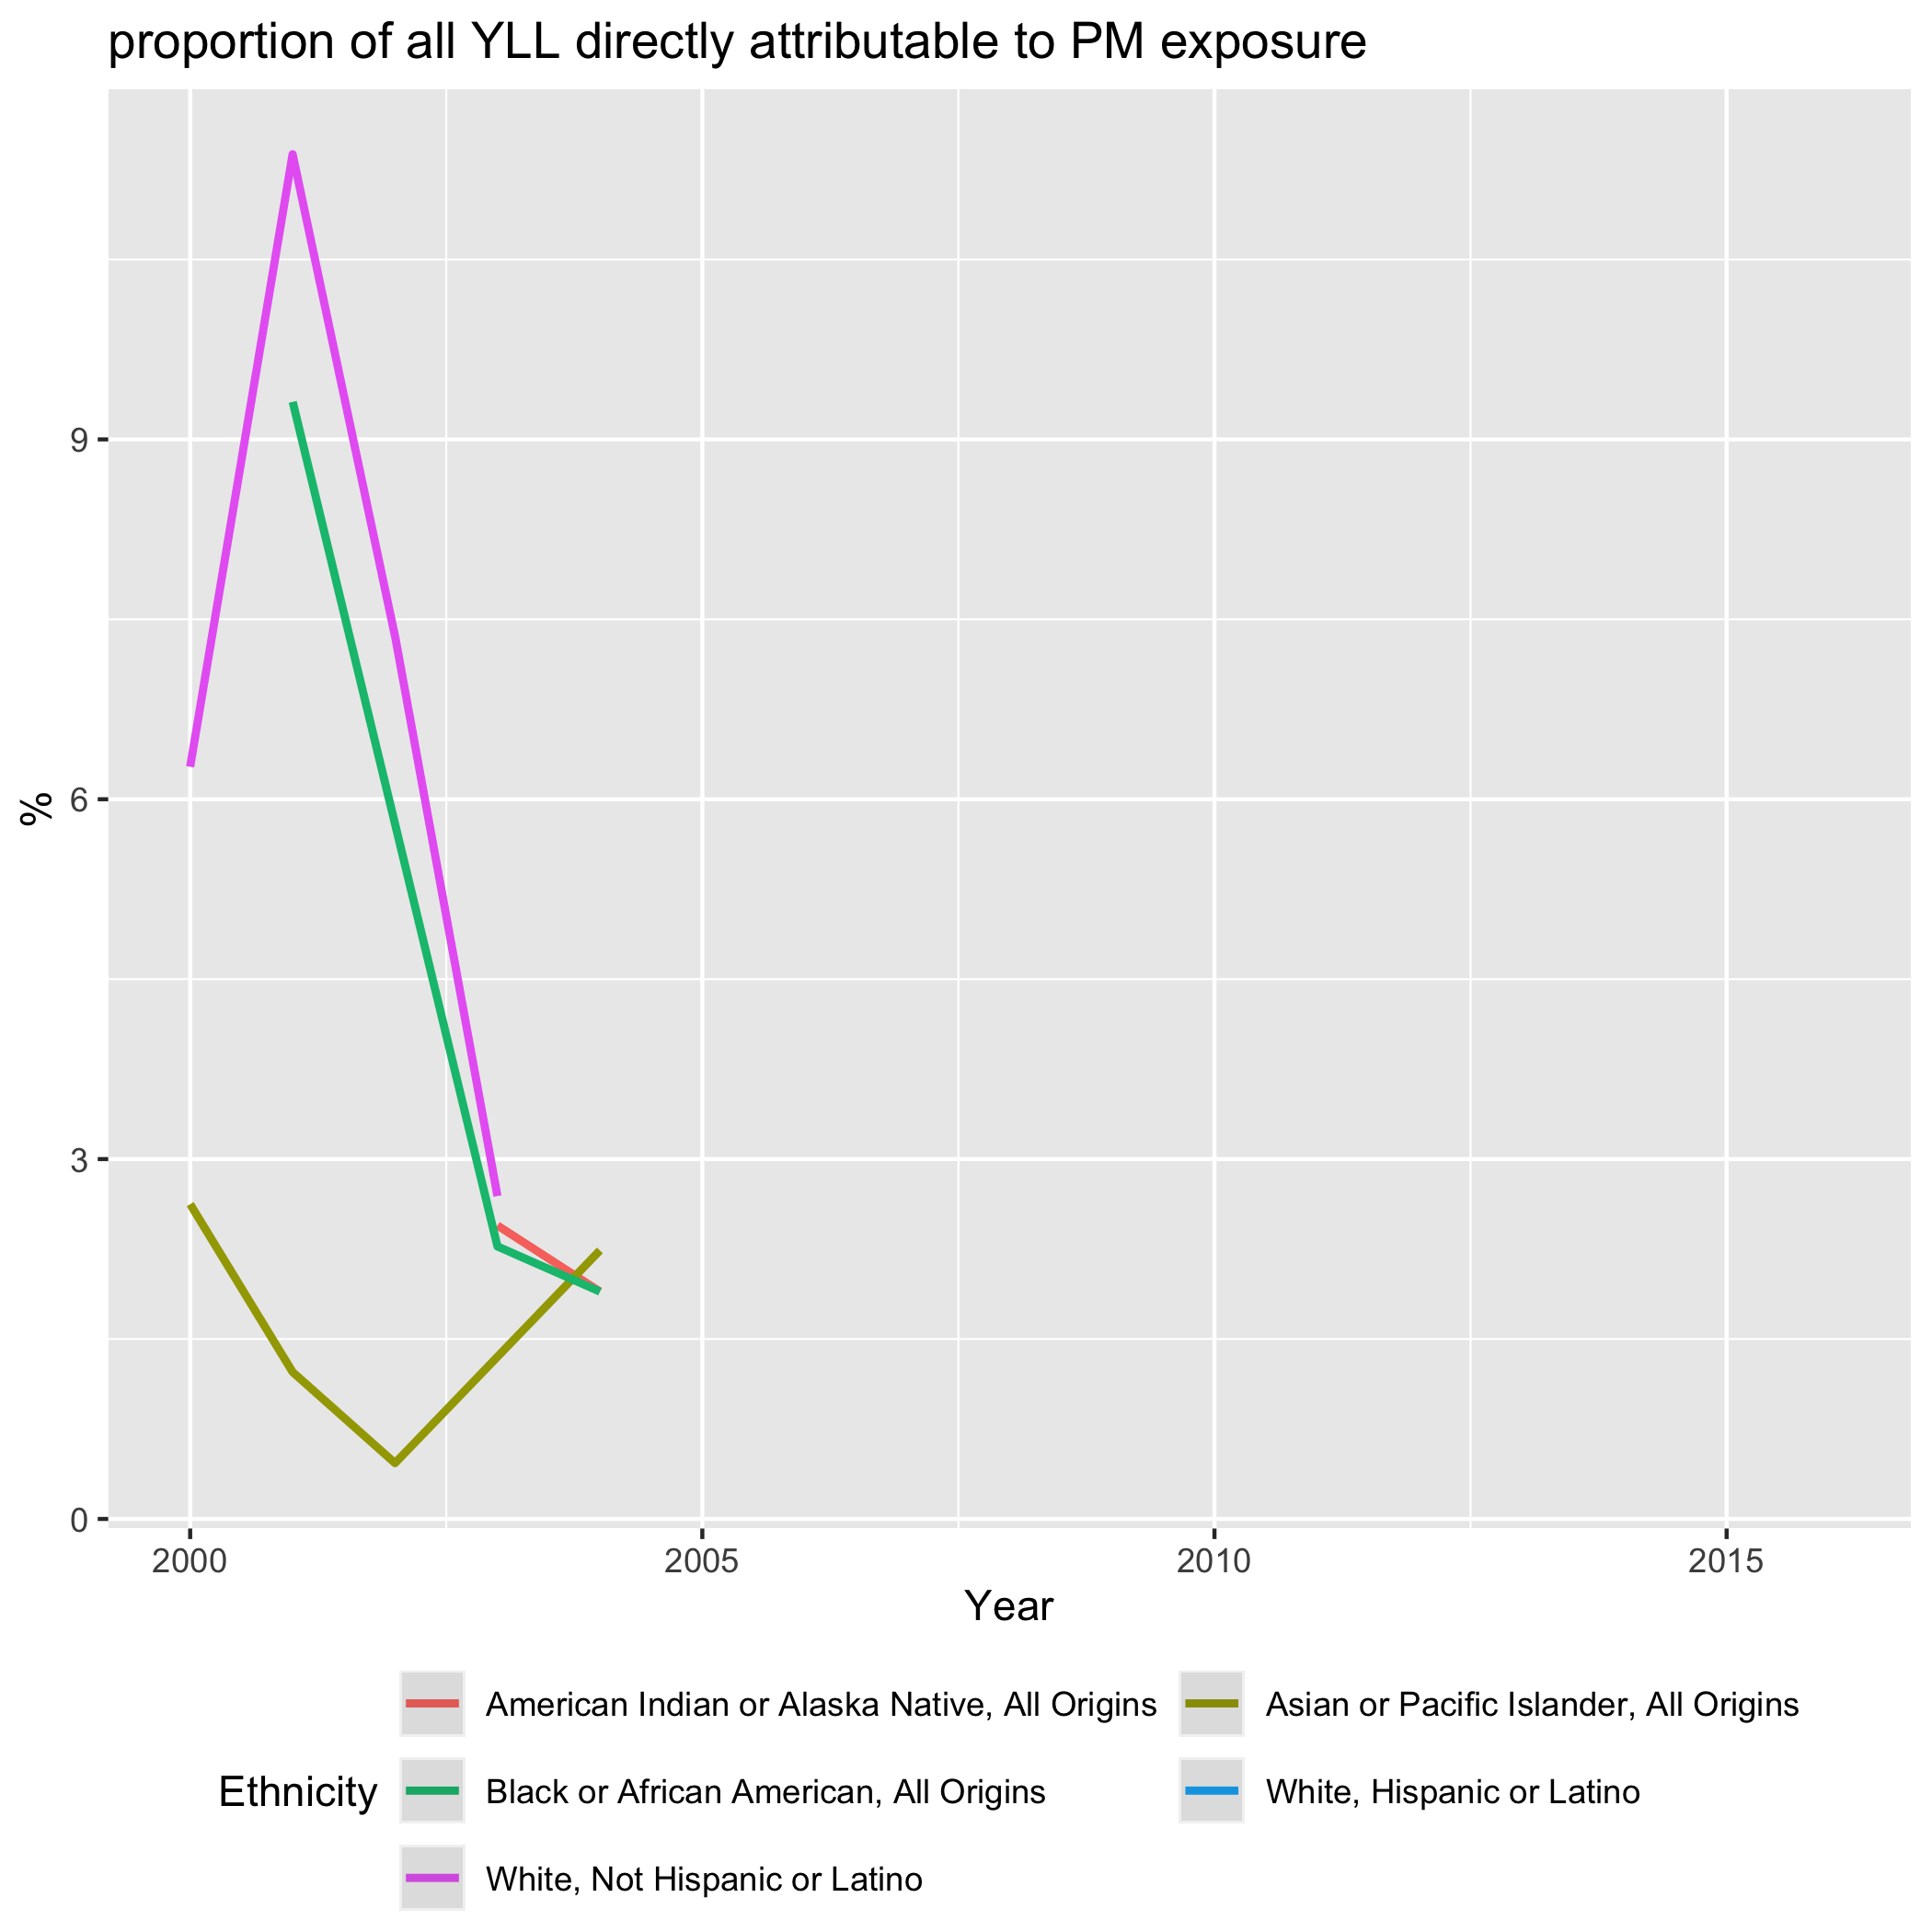 proportion of all YLL directly attributable to PM exposure
%
9
6
3
0
2000 2005 2010 2015
Year
Ethnicity
American Indian or Alaska Native, All Origins
Asian or Pacific Islander, All Origins
Black or African American, All Origins
White, Hispanic or Latino
White, Not Hispanic or Latino